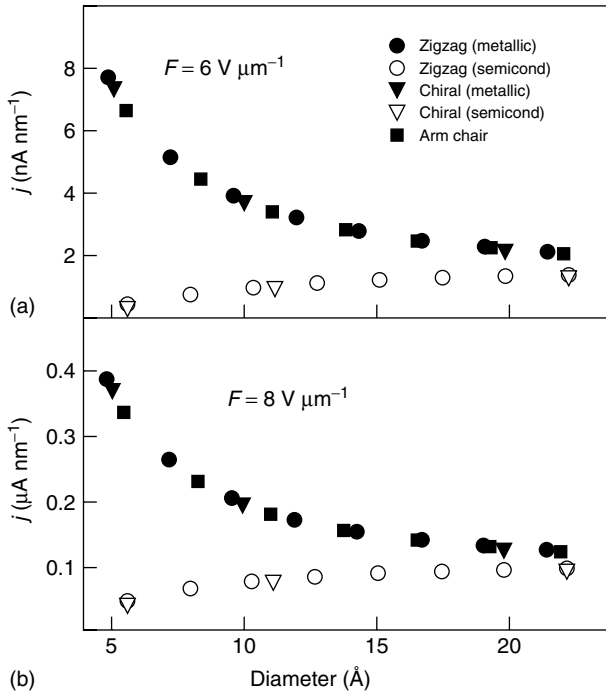 F = 6 V μm⁻¹
Zigzag (metallic)
Zigzag (semicond)
Chiral (metallic)
Chiral (semicond)
Arm chair
j (nA nm⁻¹)
8
6
4
2
(a)
F = 8 V μm⁻¹
j (μA nm⁻¹)
0.4
0.3
0.2
0.1
5
10
15
20
(b)
Diameter (Å)